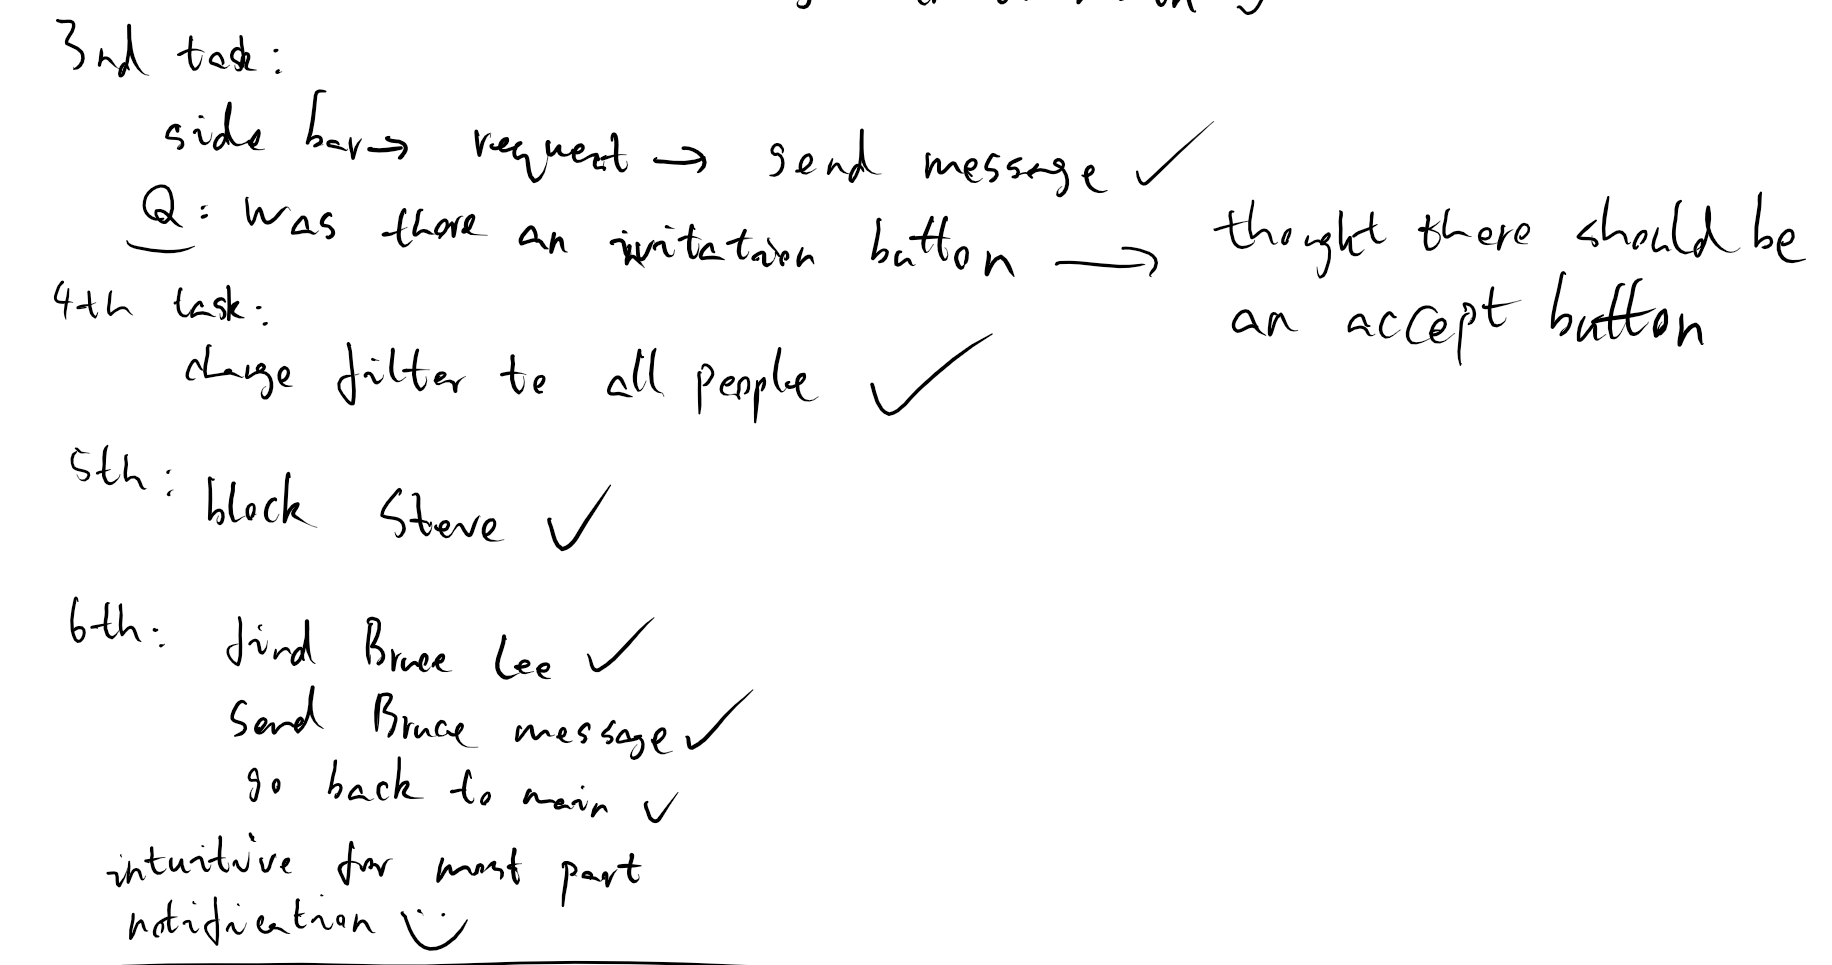 3nd task:
side bar → request → send message ✓
Q: Was there an invitation button → thought there should be
an accept button
4th task:
change filter to all people ✓
5th: block Steve ✓
6th: find Bruce Lee ✓
send Bruce message ✓
go back to main ✓
intuitive for most part
notification